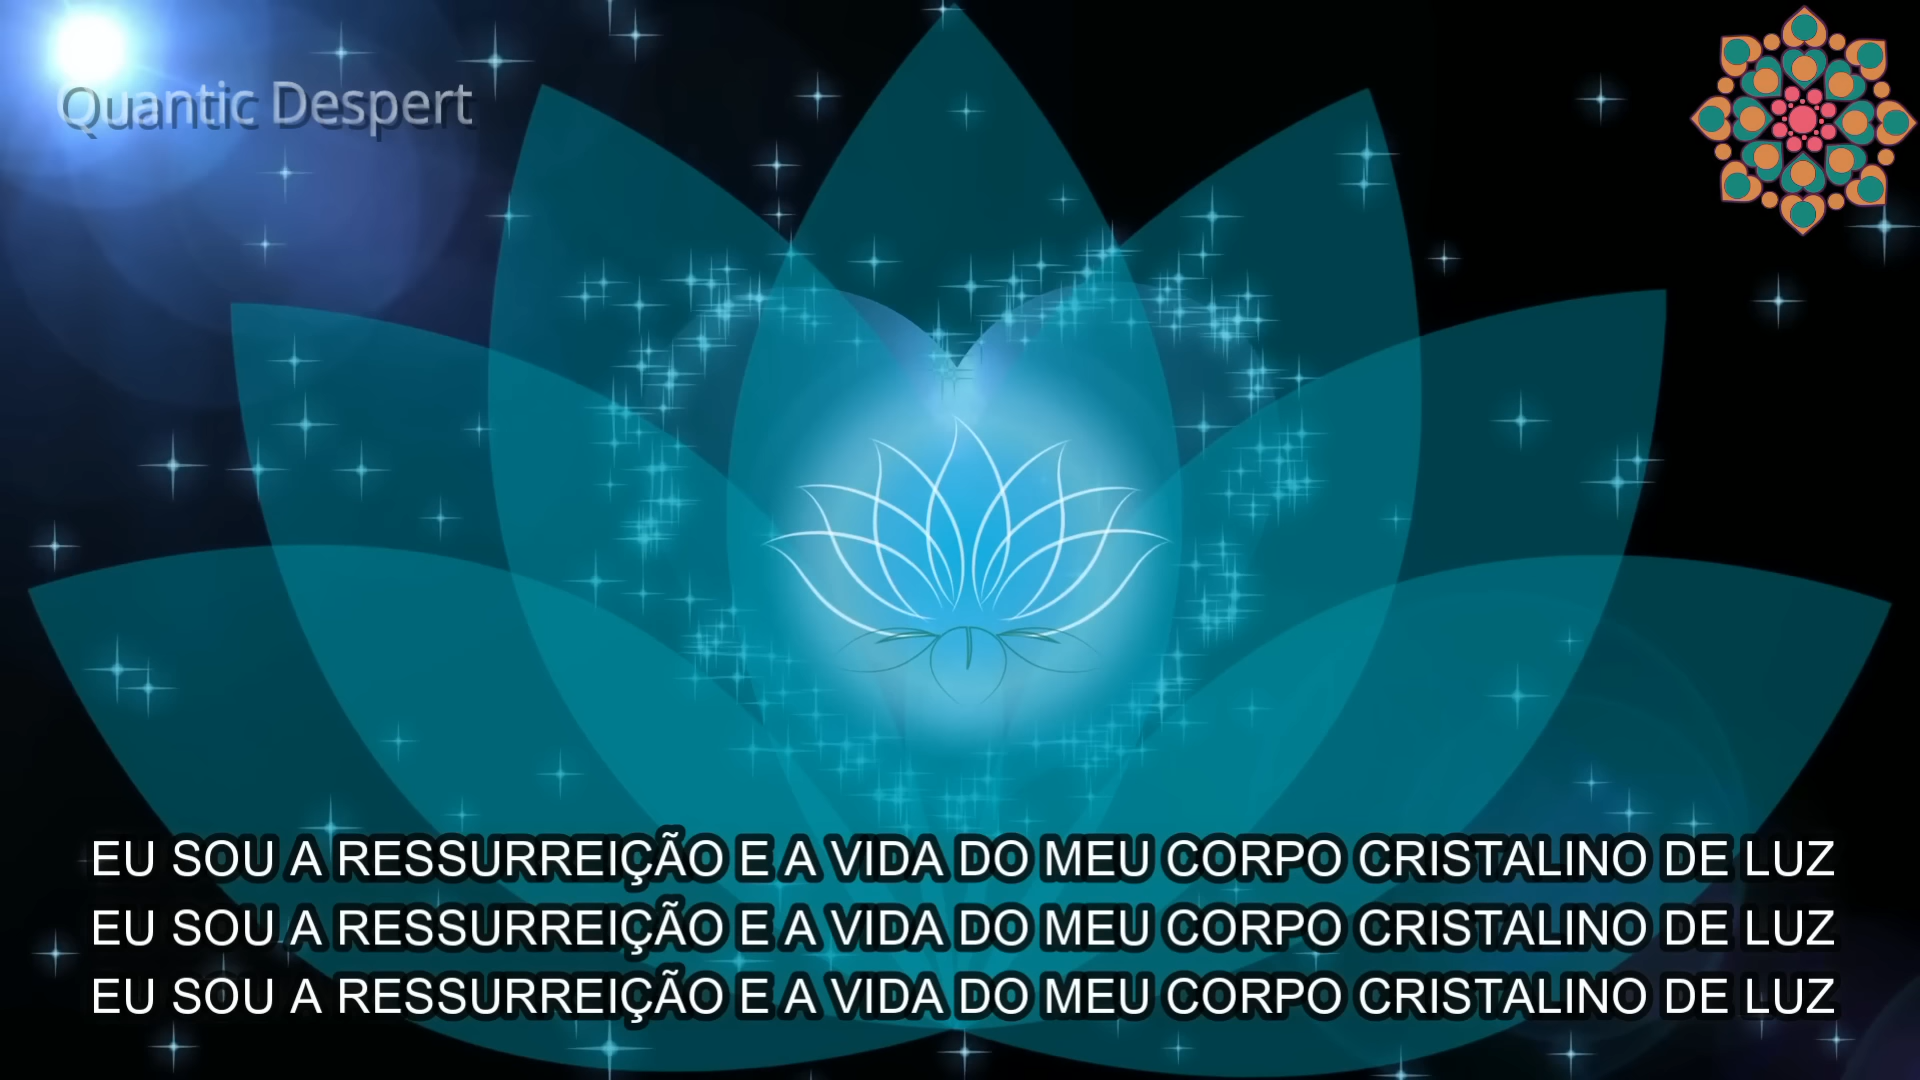 Quantic Despert
EU SOU A RESSURREIÇÃO E A VIDA DO MEU CORPO CRISTALINO DE LUZ
EU SOU A RESSURREIÇÃO E A VIDA DO MEU CORPO CRISTALINO DE LUZ
EU SOU A RESSURREIÇÃO E A VIDA DO MEU CORPO CRISTALINO DE LUZ